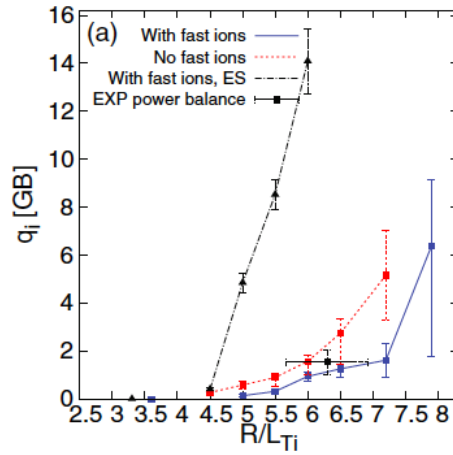 (a)
With fast ions
No fast ions
With fast ions, ES
EXP power balance
16
14
12
10
8
6
4
2
0
q_i [GB]
2.5 3 3.5 4 4.5 5 5.5 6 6.5 7 7.5 8
R/L_Ti